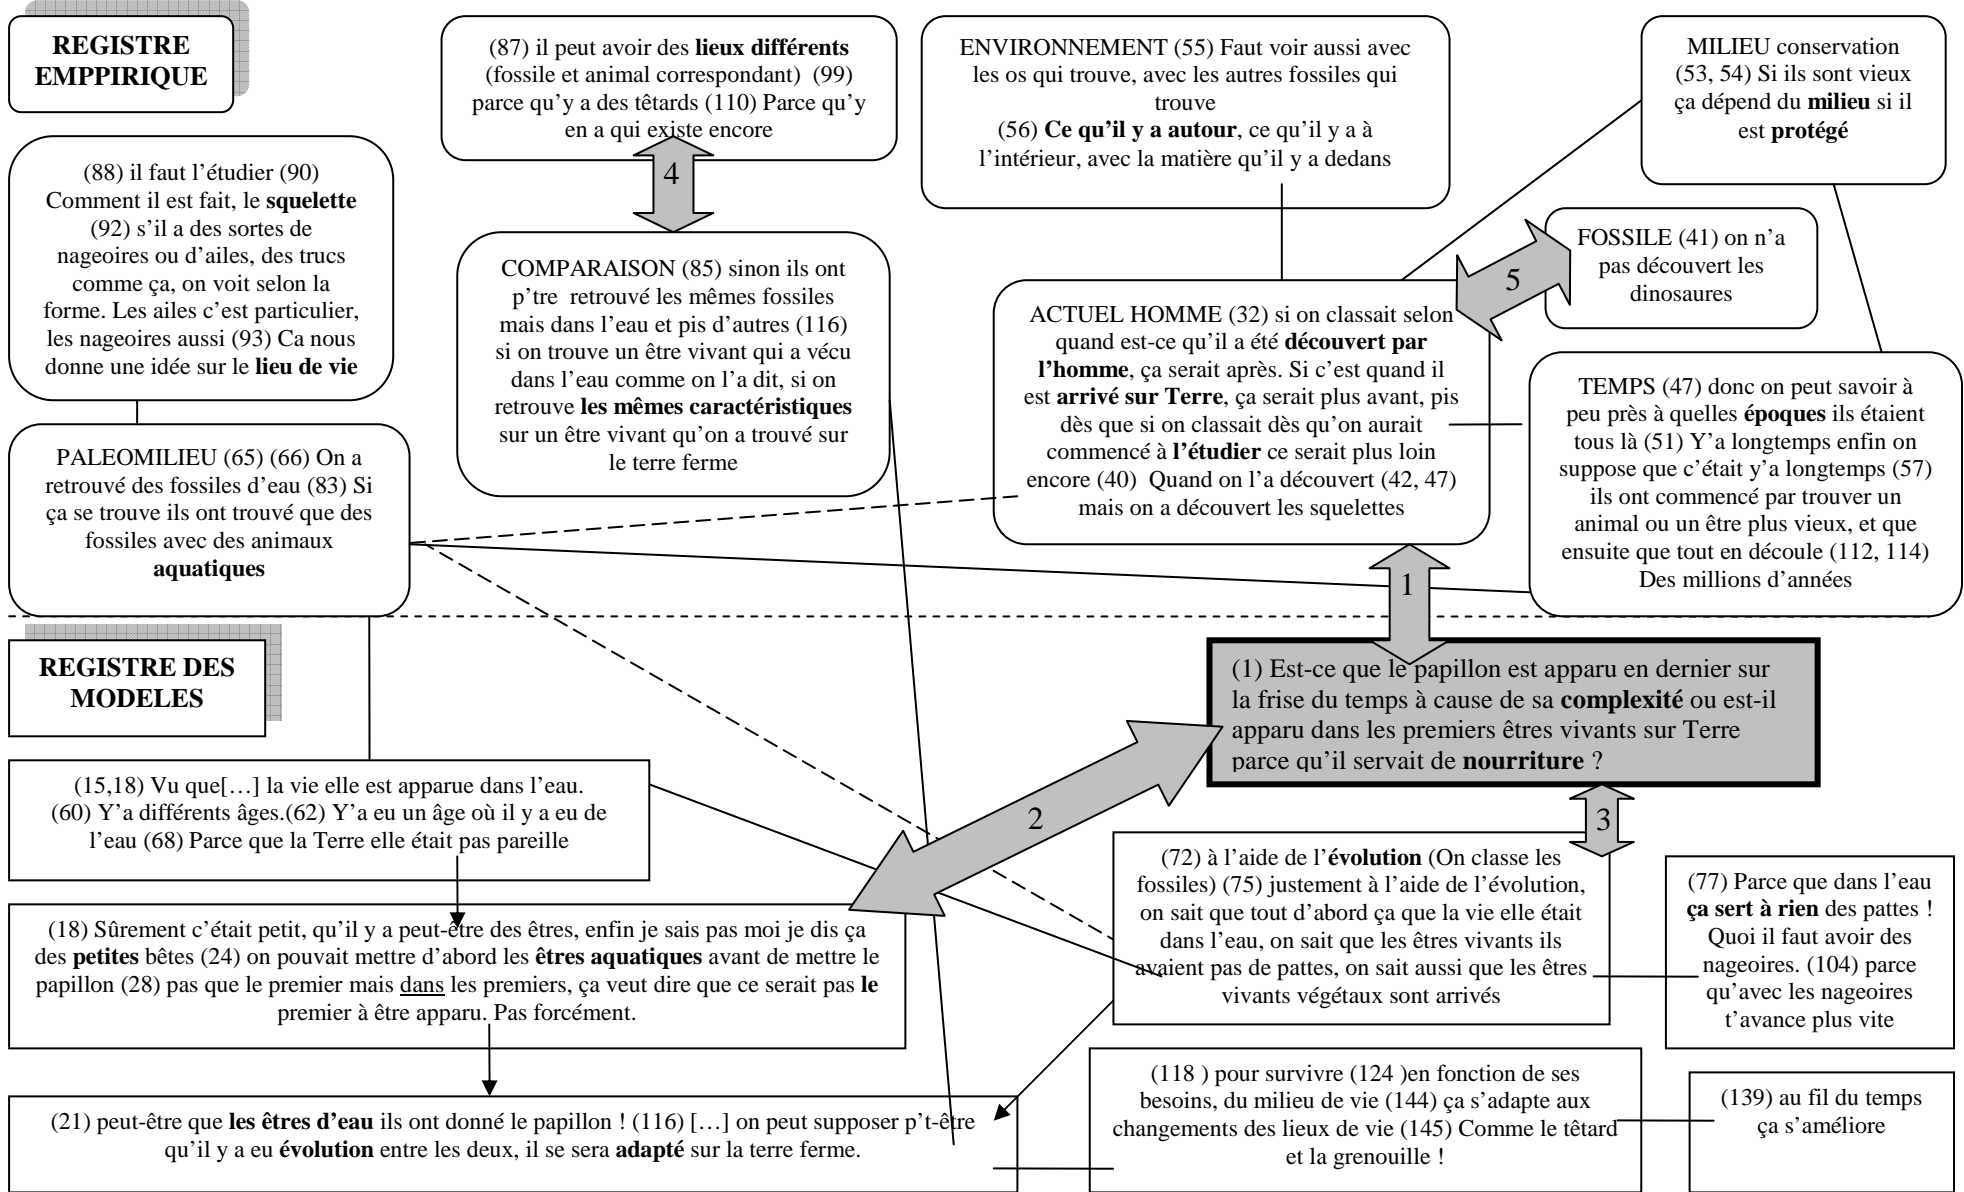 REGISTRE
EMPPIRIQUE
(87) il peut avoir des lieux différents
(fossile et animal correspondant) (99)
parce qu'y a des têtards (110) Parce qu'y
en a qui existe encore
ENVIRONNEMENT (55) Faut voir aussi avec
les os qui trouve, avec les autres fossiles qui
trouve
(56) Ce qu'il y a autour, ce qu'il y a à
l'intérieur, avec la matière qu'il y a dedans
MILIEU conservation
(53, 54) Si ils sont vieux
ça dépend du milieu si il
est protégé
(88) il faut l'étudier (90)
Comment il est fait, le squelette
(92) s'il a des sortes de
nageoires ou d'ailes, des trucs
comme ça, on voit selon la
forme. Les ailes c'est particulier,
les nageoires aussi (93) Ca nous
donne une idée sur le lieu de vie
4
COMPARAISON (85) sinon ils ont
p'tre retrouvé les mêmes fossiles
mais dans l'eau et pis d'autres (116)
si on trouve un être vivant qui a vécu
dans l'eau comme on l'a dit, si on
retrouve les mêmes caractéristiques
sur un être vivant qu'on a trouvé sur
le terre ferme
5
FOSSILE (41) on n'a
pas découvert les
dinosaures
ACTUEL HOMME (32) si on classait selon
quand est-ce qu'il a été découvert par
l'homme, ça serait après. Si c'est quand il
est arrivé sur Terre, ça serait plus avant, pis
dès que si on classait dès qu'on aurait
commencé à l'étudier ce serait plus loin
encore (40) Quand on l'a découvert (42, 47)
mais on a découvert les squelettes
TEMPS (47) donc on peut savoir à
peu près à quelles époques ils étaient
tous là (51) Y'a longtemps enfin on
suppose que c'était y'a longtemps (57)
ils ont commencé par trouver un
animal ou un être plus vieux, et que
ensuite que tout en découle (112, 114)
Des millions d'années
PALEOMILIEU (65) (66) On a
retrouvé des fossiles d'eau (83) Si
ça se trouve ils ont trouvé que des
fossiles avec des animaux
aquatiques
1
REGISTRE DES
MODELES
(1) Est-ce que le papillon est apparu en dernier sur
la frise du temps à cause de sa complexité ou est-il
apparu dans les premiers êtres vivants sur Terre
parce qu'il servait de nourriture ?
(15,18) Vu que[…] la vie elle est apparue dans l'eau.
(60) Y'a différents âges.(62) Y'a eu un âge où il y a eu de
l'eau (68) Parce que la Terre elle était pas pareille
2
3
(18) Sûrement c'était petit, qu'il y a peut-être des êtres, enfin je sais pas moi je dis ça
des petites bêtes (24) on pouvait mettre d'abord les êtres aquatiques avant de mettre le
papillon (28) pas que le premier mais dans les premiers, ça veut dire que ce serait pas le
premier à être apparu. Pas forcément.
(72) à l'aide de l'évolution (On classe les
fossiles) (75) justement à l'aide de l'évolution,
on sait que tout d'abord ça que la vie elle était
dans l'eau, on sait que les êtres vivants ils
avaient pas de pattes, on sait aussi que les êtres
vivants végétaux sont arrivés
(77) Parce que dans l'eau
ça sert à rien des pattes !
Quoi il faut avoir des
nageoires. (104) parce
qu'avec les nageoires
t'avance plus vite
(21) peut-être que les êtres d'eau ils ont donné le papillon ! (116) […] on peut supposer p't-être
qu'il y a eu évolution entre les deux, il se sera adapté sur la terre ferme.
(118 ) pour survivre (124 )en fonction de ses
besoins, du milieu de vie (144) ça s'adapte aux
changements des lieux de vie (145) Comme le têtard
et la grenouille !
(139) au fil du temps
ça s'améliore